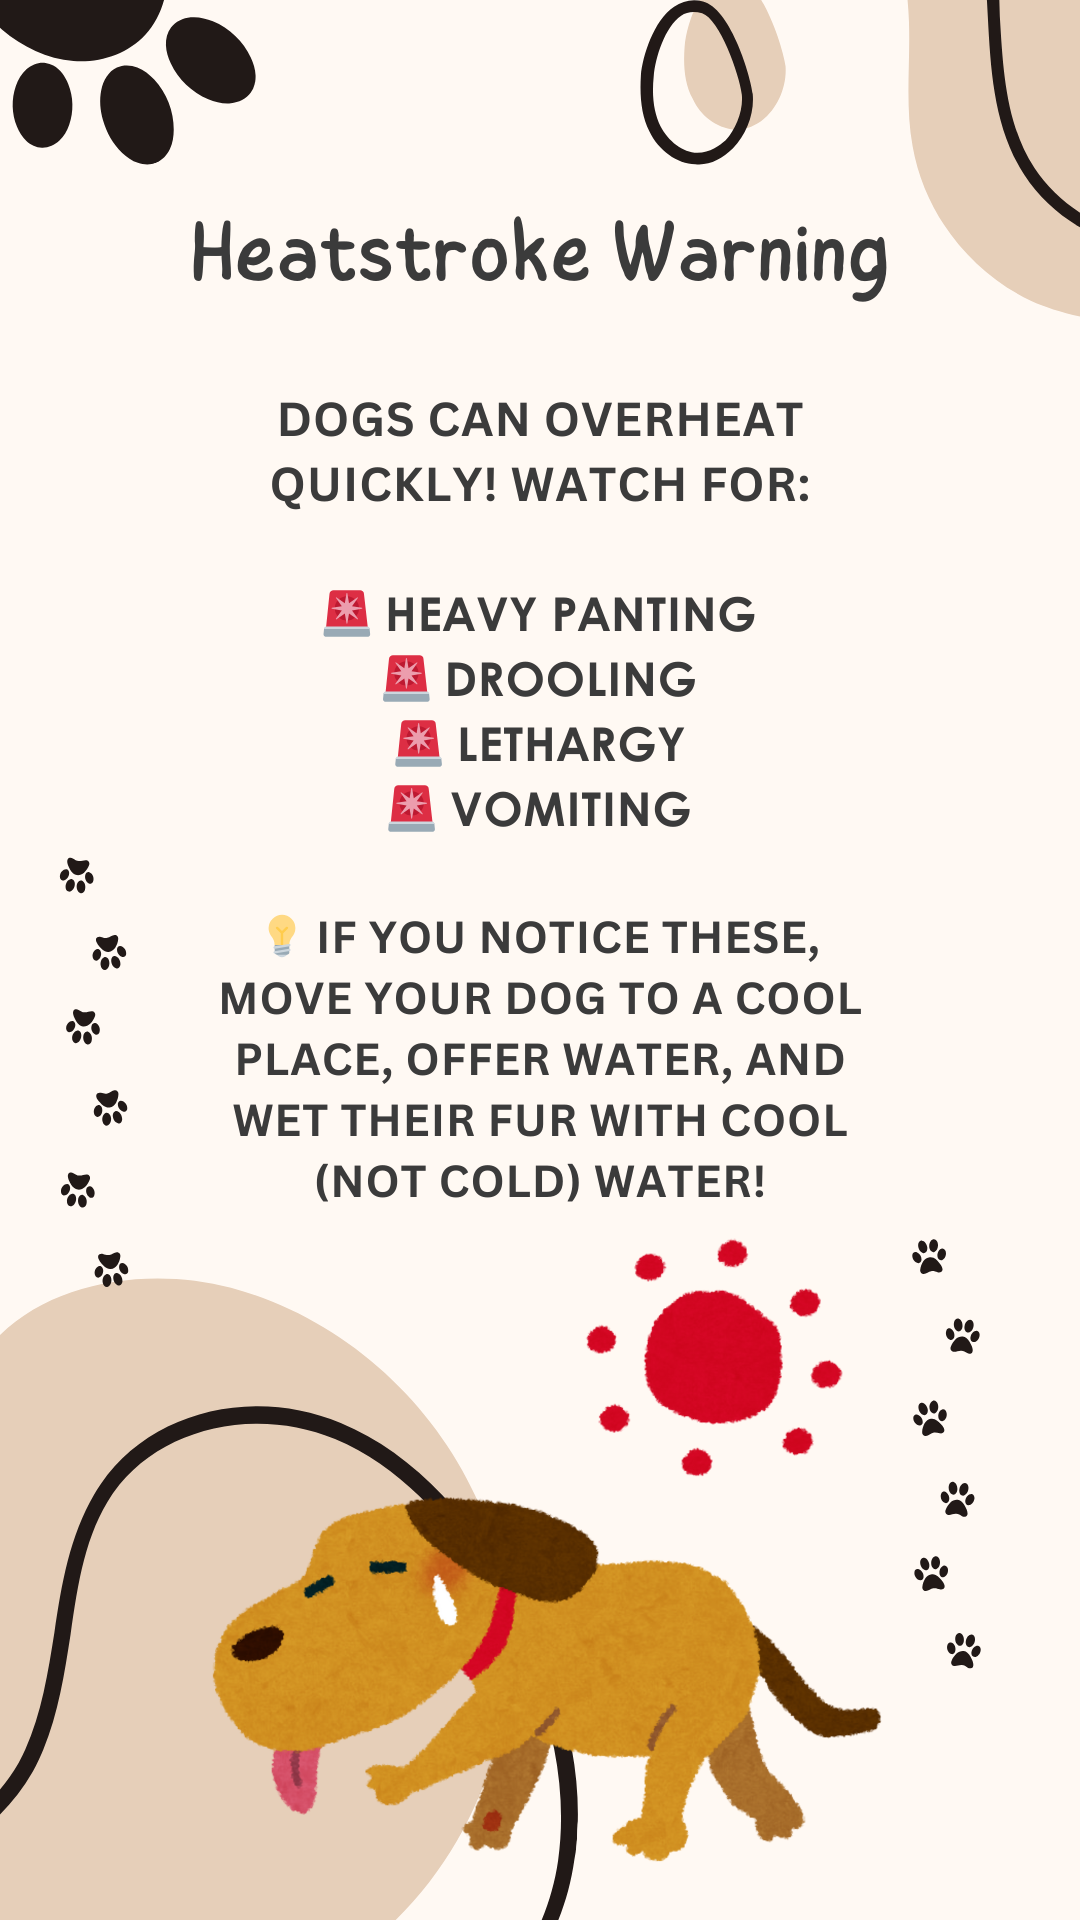 Heatstroke Warning
DOGS CAN OVERHEAT
QUICKLY! WATCH FOR:
🚨 HEAVY PANTING
🚨 DROOLING
🚨 LETHARGY
🚨 VOMITING
💡 IF YOU NOTICE THESE,
MOVE YOUR DOG TO A COOL
PLACE, OFFER WATER, AND
WET THEIR FUR WITH COOL
(NOT COLD) WATER!